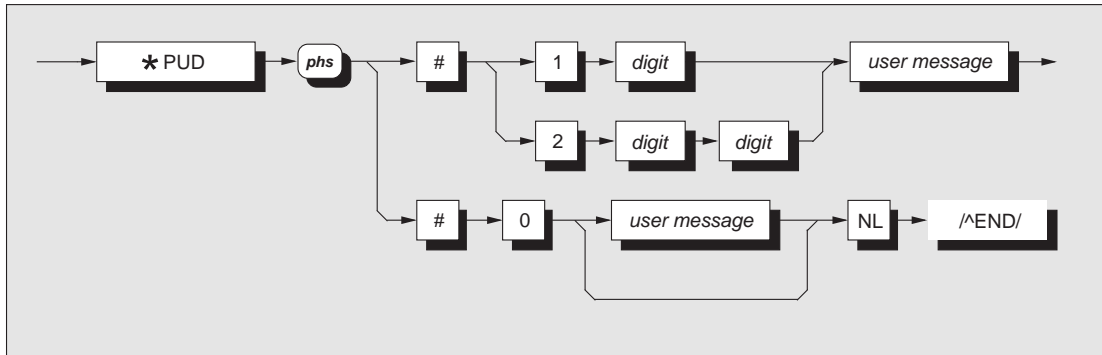 * PUD phs # 1 digit user message
2 digit digit
# 0 user message NL /^END/